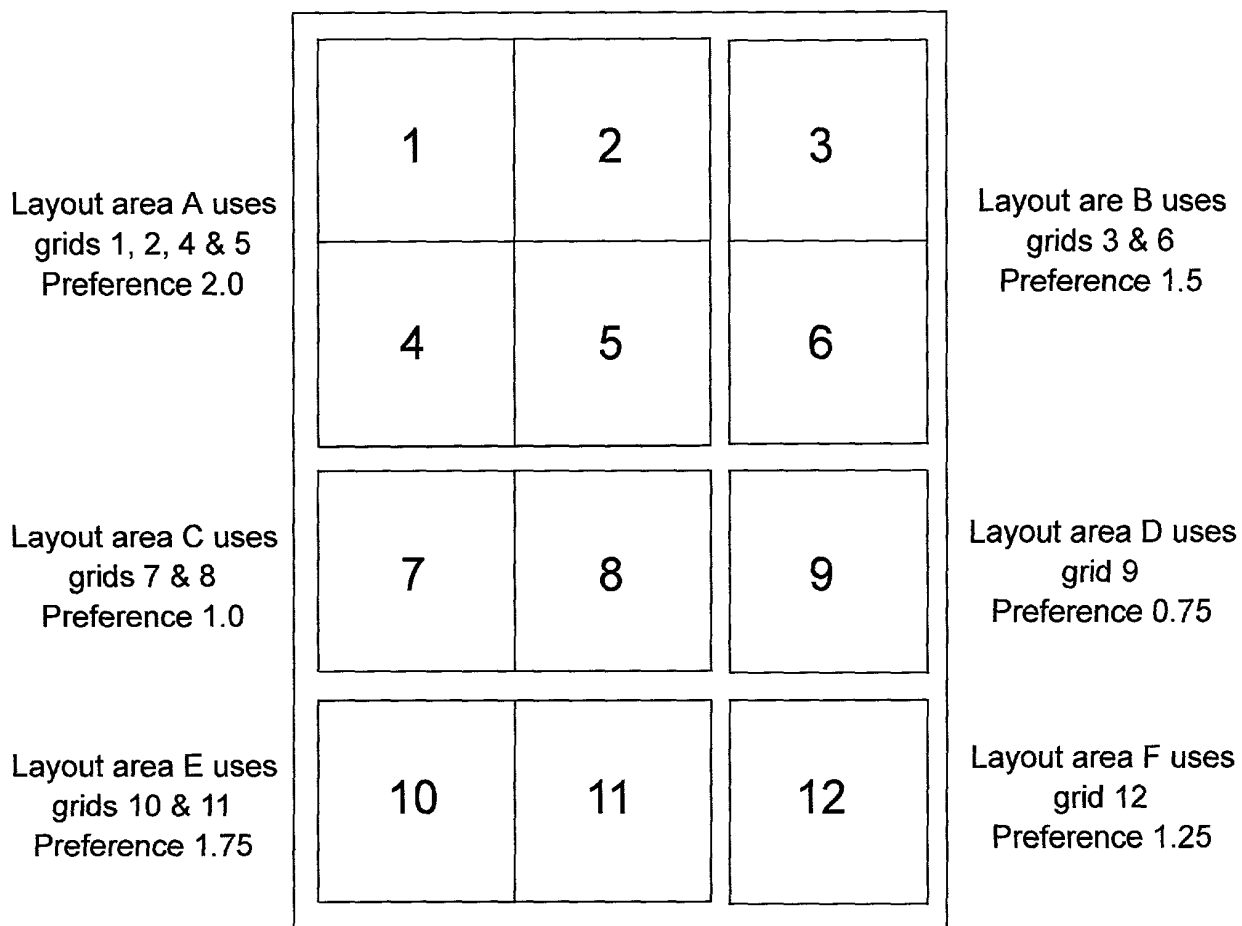 1
2
3
Layout area A uses
grids 1, 2, 4 & 5
Preference 2.0
Layout are B uses
grids 3 & 6
Preference 1.5
4
5
6
Layout area C uses
grids 7 & 8
Preference 1.0
7
8
9
Layout area D uses
grid 9
Preference 0.75
Layout area E uses
grids 10 & 11
Preference 1.75
10
11
12
Layout area F uses
grid 12
Preference 1.25